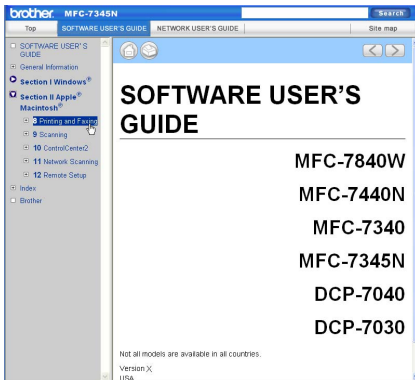 brother. MFC-7345N
Search
Top SOFTWARE USER'S GUIDE NETWORK USER'S GUIDE Site map
SOFTWARE USER'S
GUIDE
General Information
Section I Windows®
Section II Apple®
Macintosh®
8 Printing and Faxing
9 Scanning
10 ControlCenter2
11 Network Scanning
12 Remote Setup
Index
Brother
SOFTWARE USER'S
GUIDE
MFC-7840W
MFC-7440N
MFC-7340
MFC-7345N
DCP-7040
DCP-7030
Not all models are available in all countries.
Version X
USA